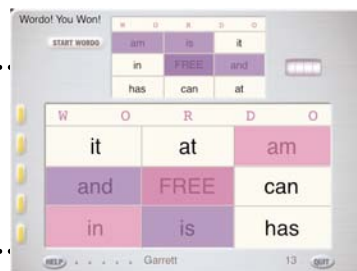 Wordo! You Won!
W O R D O
START WORDO
am is it
in FREE and
has can at
W O R D O
it at am
and FREE can
in is has
HELP Garrett 13 QUIT